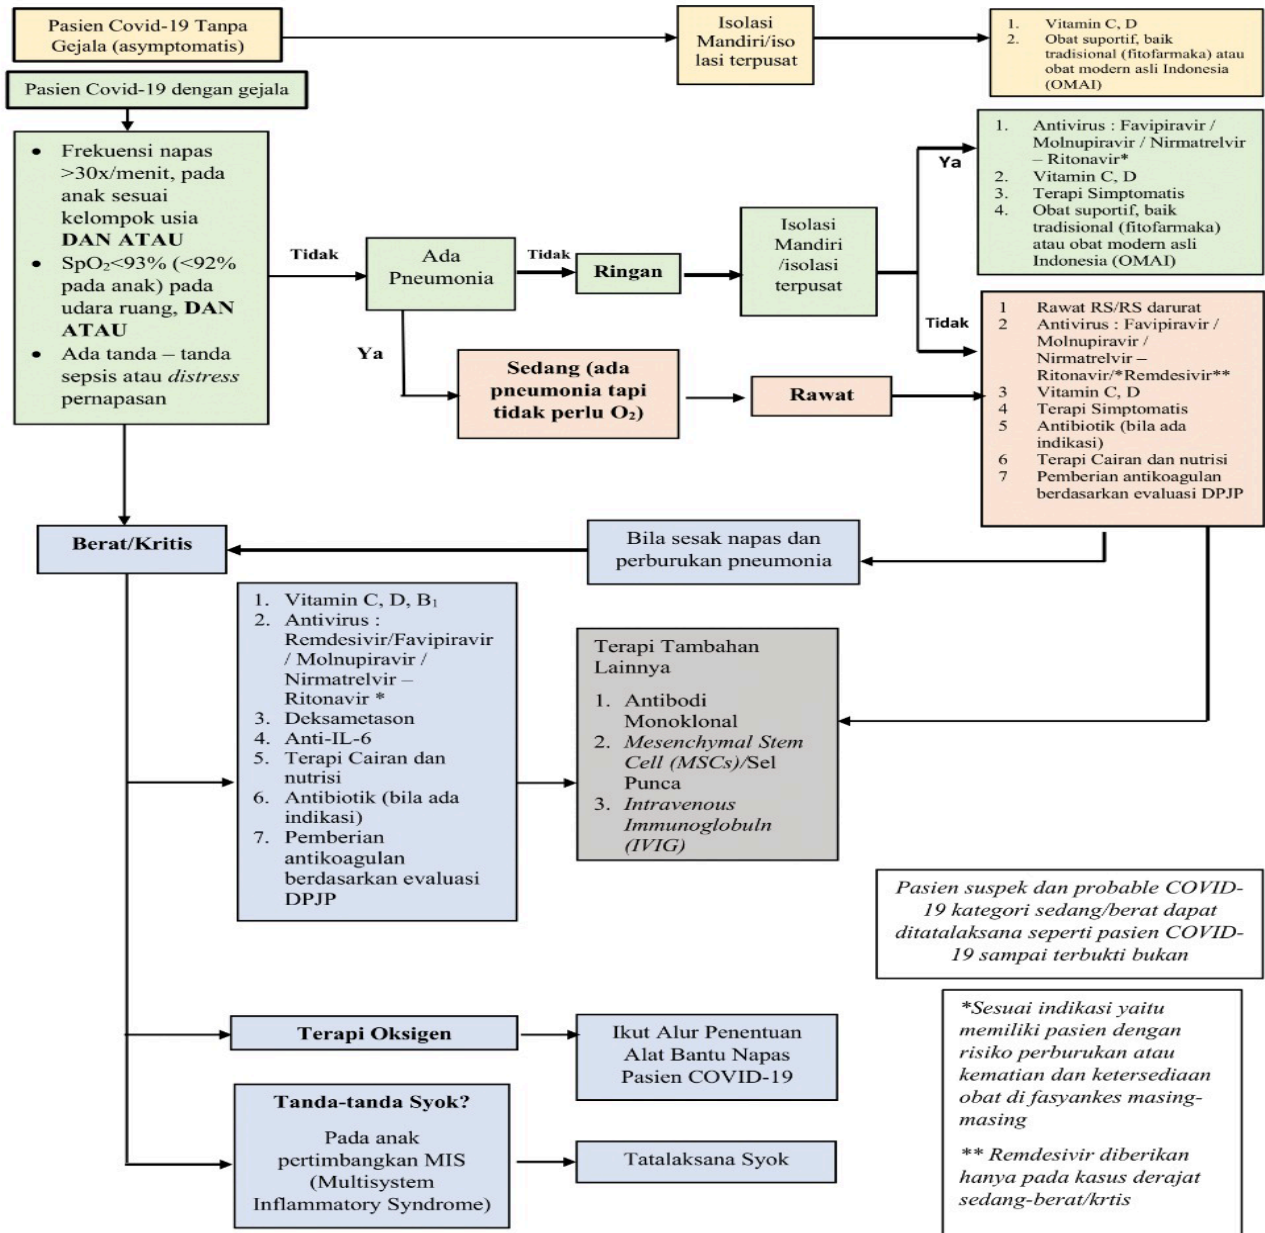 Pasien Covid-19 Tanpa
Gejala (asymptomatis)
Isolasi
Mandiri/iso
lasi terpusat
1. Vitamin C, D
2. Obat suportif, baik
tradisional (fitofarmaka) atau
obat modern asli Indonesia
(OMAI)
Pasien Covid-19 dengan gejala
• Frekuensi napas
>30x/menit, pada
anak sesuai
kelompok usia
DAN ATAU
• SpO₂<93% (<92%
pada anak) pada
udara ruang, DAN
ATAU
• Ada tanda – tanda
sepsis atau distress
pernapasan
Tidak
Ada
Pneumonia
Tidak
Ringan
Isolasi
Mandiri
/isolasi
terpusat
Ya
1. Antivirus : Favipiravir /
Molnupiravir / Nirmatrelvir
– Ritonavir*
2. Vitamin C, D
3. Terapi Simptomatis
4. Obat suportif, baik
tradisional (fitofarmaka)
atau obat modern asli
Indonesia (OMAI)
Tidak
Ya
Sedang (ada
pneumonia tapi
tidak perlu O₂)
Rawat
1 Rawat RS/RS darurat
2 Antivirus : Favipiravir /
Molnupiravir /
Nirmatrelvir –
Ritonavir/*Remdesivir**
3 Vitamin C, D
4 Terapi Simptomatis
5 Antibiotik (bila ada
indikasi)
6 Terapi Cairan dan nutrisi
7 Pemberian antikoagulan
berdasarkan evaluasi DPJP
Berat/Kritis
Bila sesak napas dan
perburukan pneumonia
1. Vitamin C, D, B₁
2. Antivirus :
Remdesivir/Favipiravir
/ Molnupiravir /
Nirmatrelvir –
Ritonavir *
3. Deksametason
4. Anti-IL-6
5. Terapi Cairan dan
nutrisi
6. Antibiotik (bila ada
indikasi)
7. Pemberian
antikoagulan
berdasarkan evaluasi
DPJP
Terapi Tambahan
Lainnya
1. Antibodi
Monoklonal
2. Mesenchymal Stem
Cell (MSCs)/Sel
Punca
3. Intravenous
Immunoglobuln
(IVIG)
Pasien suspek dan probable COVID-
19 kategori sedang/berat dapat
ditatalaksana seperti pasien COVID-
19 sampai terbukti bukan
Terapi Oksigen
Ikut Alur Penentuan
Alat Bantu Napas
Pasien COVID-19
Tanda-tanda Syok?
Pada anak
pertimbangkan MIS
(Multisystem
Inflammatory Syndrome)
Tatalaksana Syok
*Sesuai indikasi yaitu
memiliki pasien dengan
risiko perburukan atau
kematian dan ketersediaan
obat di fasyankes masing-
masing
** Remdesivir diberikan
hanya pada kasus derajat
sedang-berat/krtis